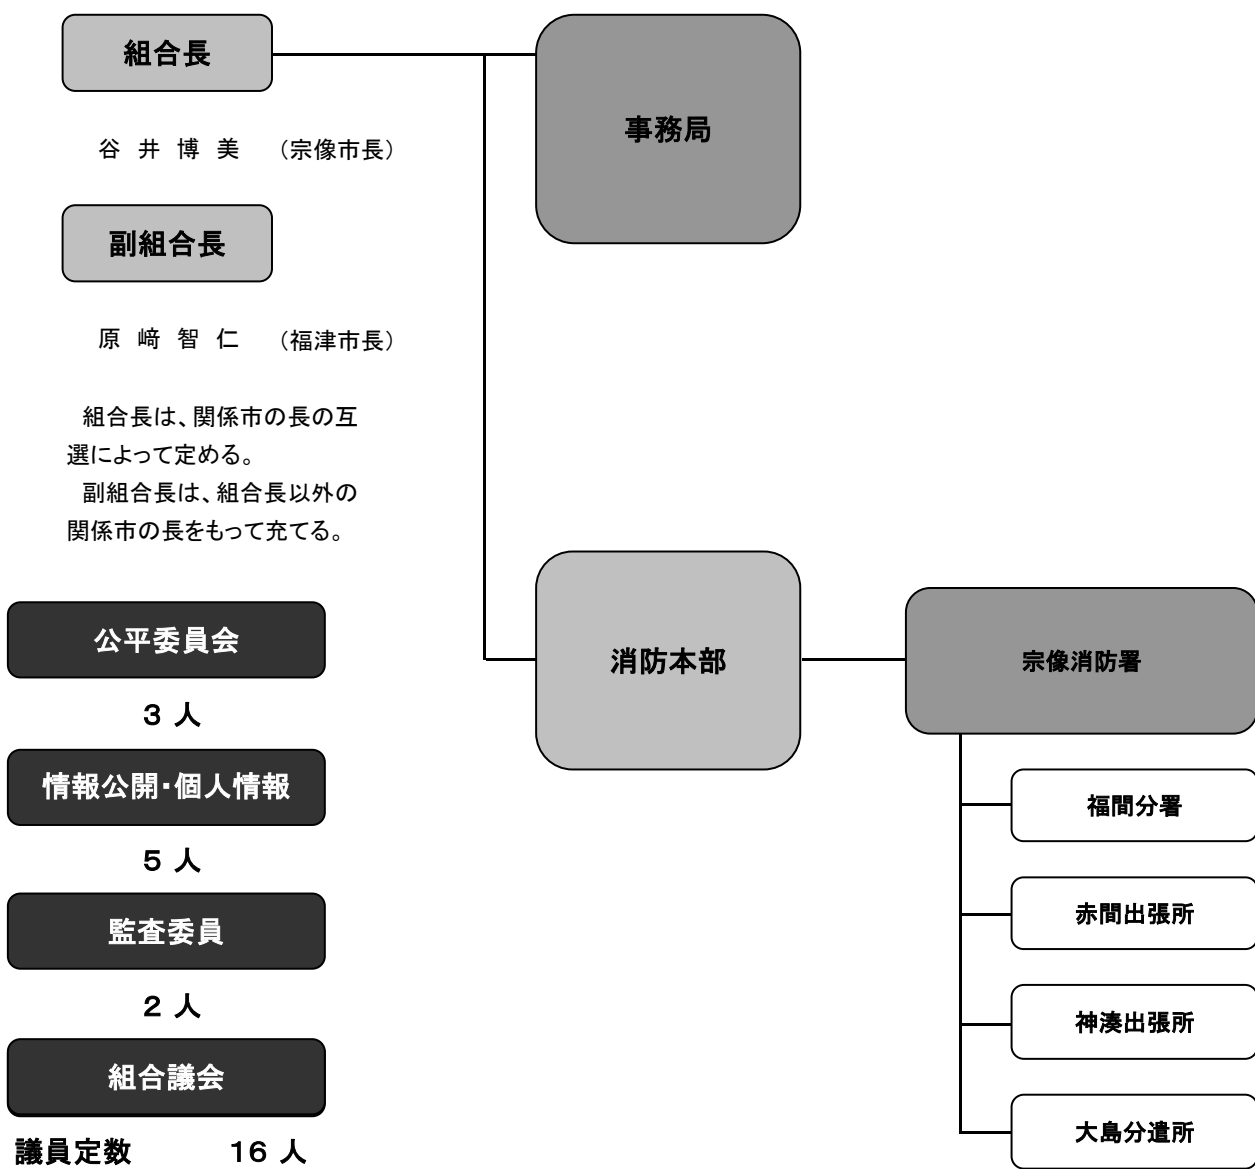 組合長
谷 井 博 美 （宗像市長）
副組合長
原 﨑 智 仁 （福津市長）
組合長は、関係市の長の互
選によって定める。
副組合長は、組合長以外の
関係市の長をもって充てる。
公平委員会
３ 人
情報公開・個人情報
５ 人
監査委員
２ 人
組合議会
議員定数 １６ 人
事務局
消防本部
宗像消防署
福間分署
赤間出張所
神湊出張所
大島分遣所